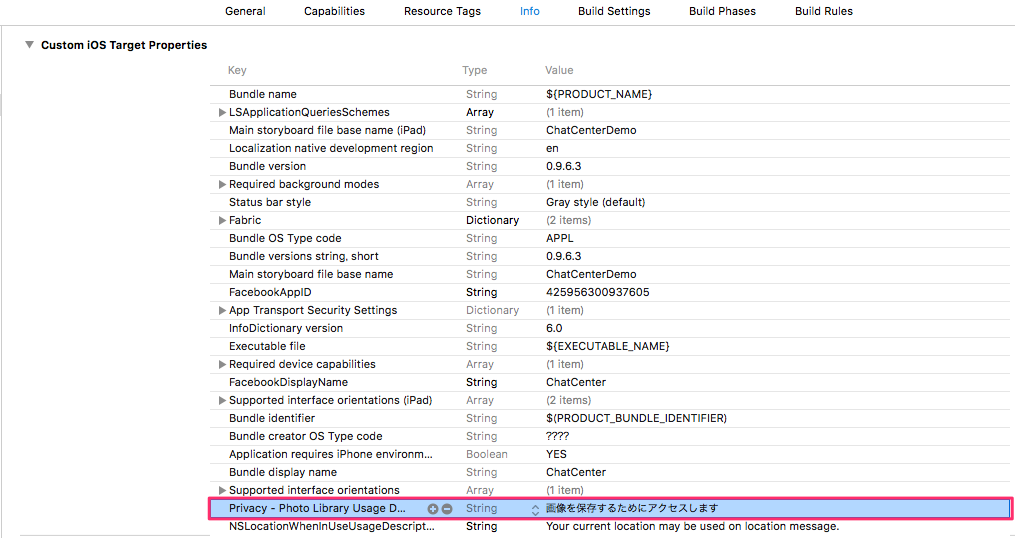 General Capabilities Resource Tags Info Build Settings Build Phases Build Rules
Custom iOS Target Properties
Key Type Value
Bundle name String ${PRODUCT_NAME}
LSApplicationQueriesSchemes Array (1 item)
Main storyboard file base name (iPad) String ChatCenterDemo
Localization native development region String en
Bundle version String 0.9.6.3
Required background modes Array (1 item)
Status bar style String Gray style (default)
Fabric Dictionary (2 items)
Bundle OS Type code String APPL
Bundle versions string, short String 0.9.6.3
Main storyboard file base name String ChatCenterDemo
FacebookAppID String 425956300937605
App Transport Security Settings Dictionary (1 item)
InfoDictionary version String 6.0
Executable file String ${EXECUTABLE_NAME}
Required device capabilities Array (1 item)
FacebookDisplayName String ChatCenter
Supported interface orientations (iPad) Array (2 items)
Bundle identifier String $(PRODUCT_BUNDLE_IDENTIFIER)
Bundle creator OS Type code String ????
Application requires iPhone environm... Boolean YES
Bundle display name String ChatCenter
Supported interface orientations Array (1 item)
Privacy - Photo Library Usage D... String 画像を保存するためにアクセスします
NSLocationWhenInUseUsageDescript... String Your current location may be used on location message.